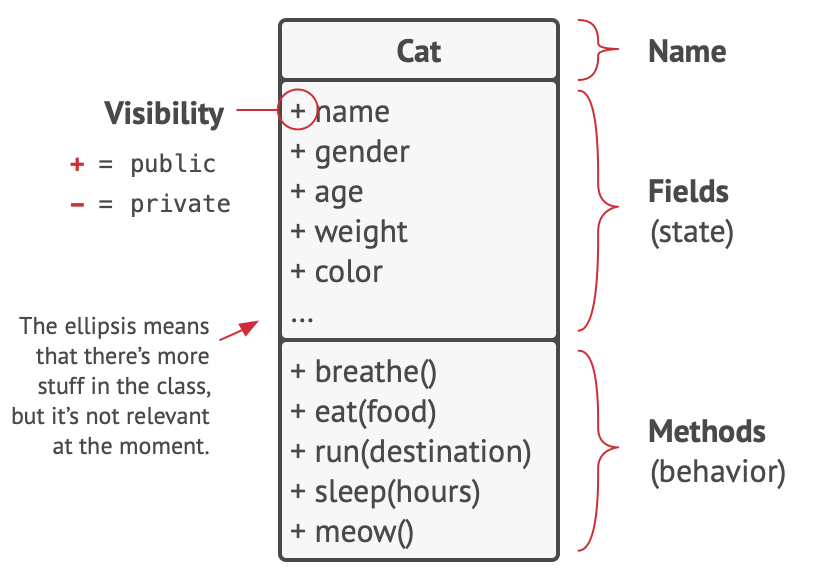 Cat
Name
Visibility
+ = public
− = private
+ name
+ gender
+ age
+ weight
+ color
...
Fields
(state)
The ellipsis means
that there’s more
stuff in the class,
but it’s not relevant
at the moment.
+ breathe()
+ eat(food)
+ run(destination)
+ sleep(hours)
+ meow()
Methods
(behavior)